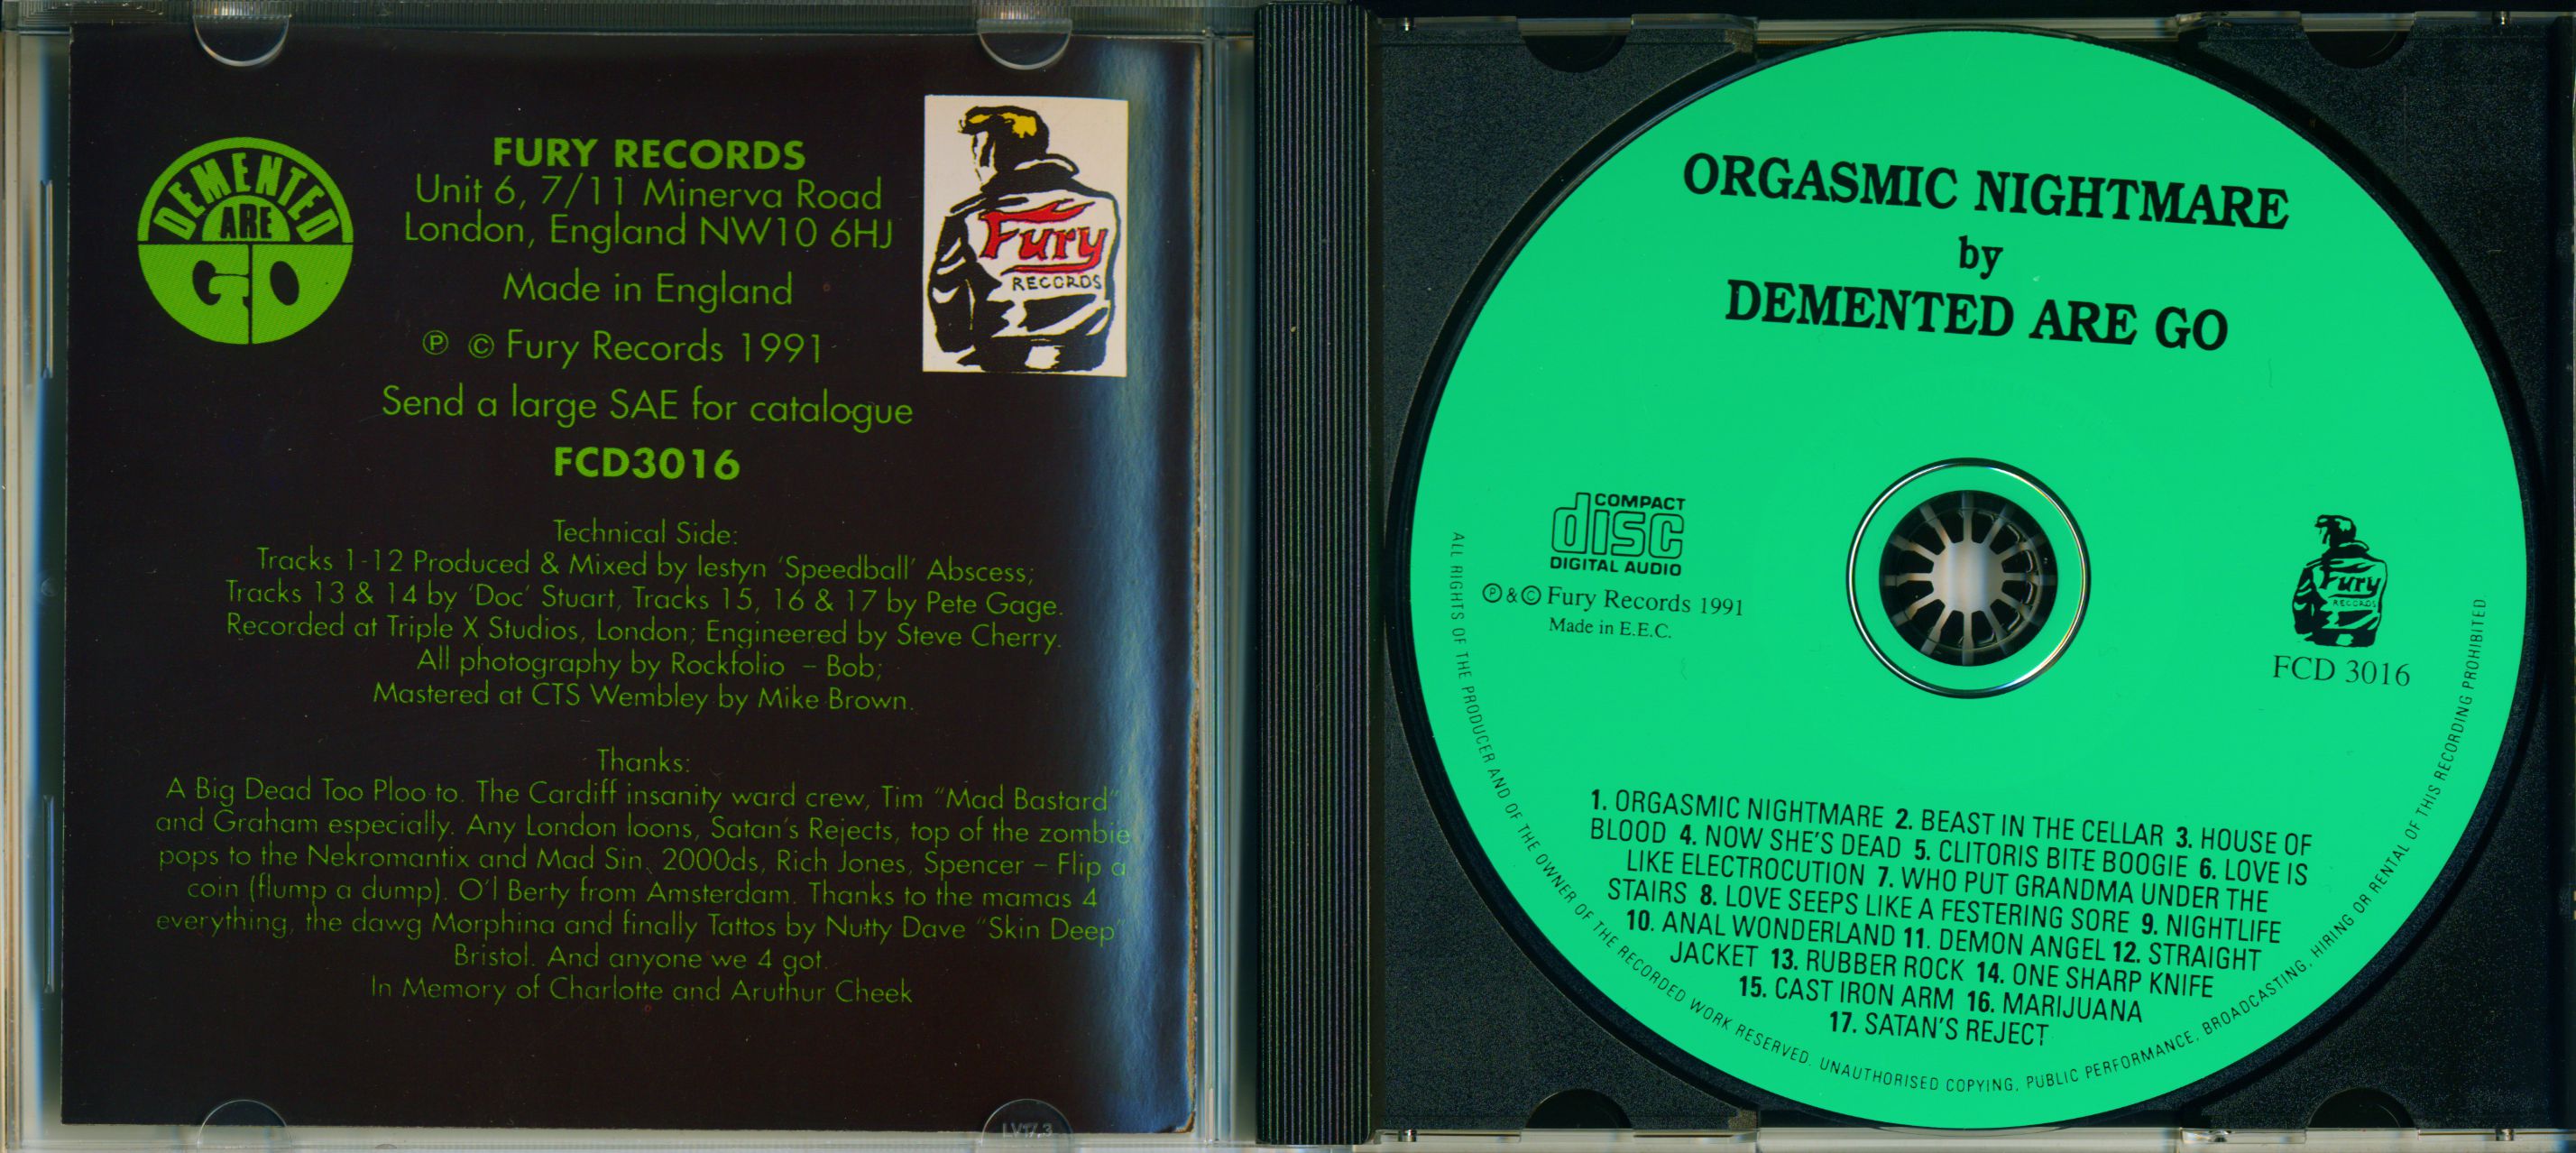 DEMENTED
ARE
GO
FURY RECORDS
Unit 6, 7/11 Minerva Road
London, England NW10 6HJ
Made in England
℗ © Fury Records 1991
Send a large SAE for catalogue
FCD3016
Fury
RECORDS
Technical Side:
Tracks 1-12 Produced & Mixed by Iestyn ‘Speedball’ Abscess;
Tracks 13 & 14 by ‘Doc’ Stuart, Tracks 15, 16 & 17 by Pete Gage.
Recorded at Triple X Studios, London; Engineered by Steve Cherry.
All photography by Rockfolio – Bob;
Mastered at CTS Wembley by Mike Brown.
Thanks:
A Big Dead Too Ploo to. The Cardiff insanity ward crew, Tim “Mad Bastard”
and Graham especially. Any London loons, Satan’s Rejects, top of the zombie
pops to the Nekromantix and Mad Sin, 2000ds, Rich Jones, Spencer – Flip a
coin (flump a dump). O’l Berty from Amsterdam. Thanks to the mamas 4
everything, the dawg Morphina and finally Tattos by Nutty Dave “Skin Deep”
Bristol. And anyone we 4 got.
In Memory of Charlotte and Aruthur Cheek
ORGASMIC NIGHTMARE
by
DEMENTED ARE GO
COMPACT
disc
DIGITAL AUDIO
℗&© Fury Records 1991
Made in E.E.C.
Fury
RECORDS
FCD 3016
1. ORGASMIC NIGHTMARE 2. BEAST IN THE CELLAR 3. HOUSE OF
BLOOD 4. NOW SHE'S DEAD 5. CLITORIS BITE BOOGIE 6. LOVE IS
LIKE ELECTROCUTION 7. WHO PUT GRANDMA UNDER THE
STAIRS 8. LOVE SEEPS LIKE A FESTERING SORE 9. NIGHTLIFE
10. ANAL WONDERLAND 11. DEMON ANGEL 12. STRAIGHT
JACKET 13. RUBBER ROCK 14. ONE SHARP KNIFE
15. CAST IRON ARM 16. MARIJUANA
17. SATAN'S REJECT
ALL RIGHTS OF THE PRODUCER AND OF THE OWNER OF THE RECORDED WORK RESERVED. UNAUTHORISED COPYING, PUBLIC PERFORMANCE, BROADCASTING, HIRING OR RENTAL OF THIS RECORDING PROHIBITED.